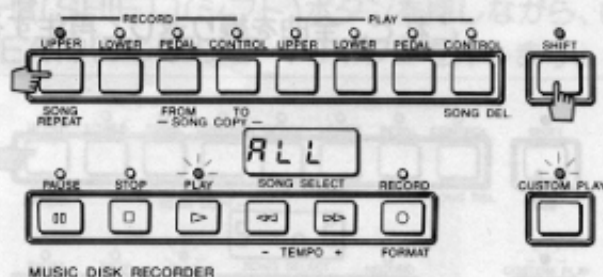 RECORD PLAY
UPPER LOWER PEDAL CONTROL UPPER LOWER PEDAL CONTROL SHIFT
SONG REPEAT FROM TO SONG DEL.
— SONG COPY —
ALL
PAUSE STOP PLAY SONG SELECT RECORD CUSTOM PLAY
− TEMPO + FORMAT
MUSIC DISK RECORDER